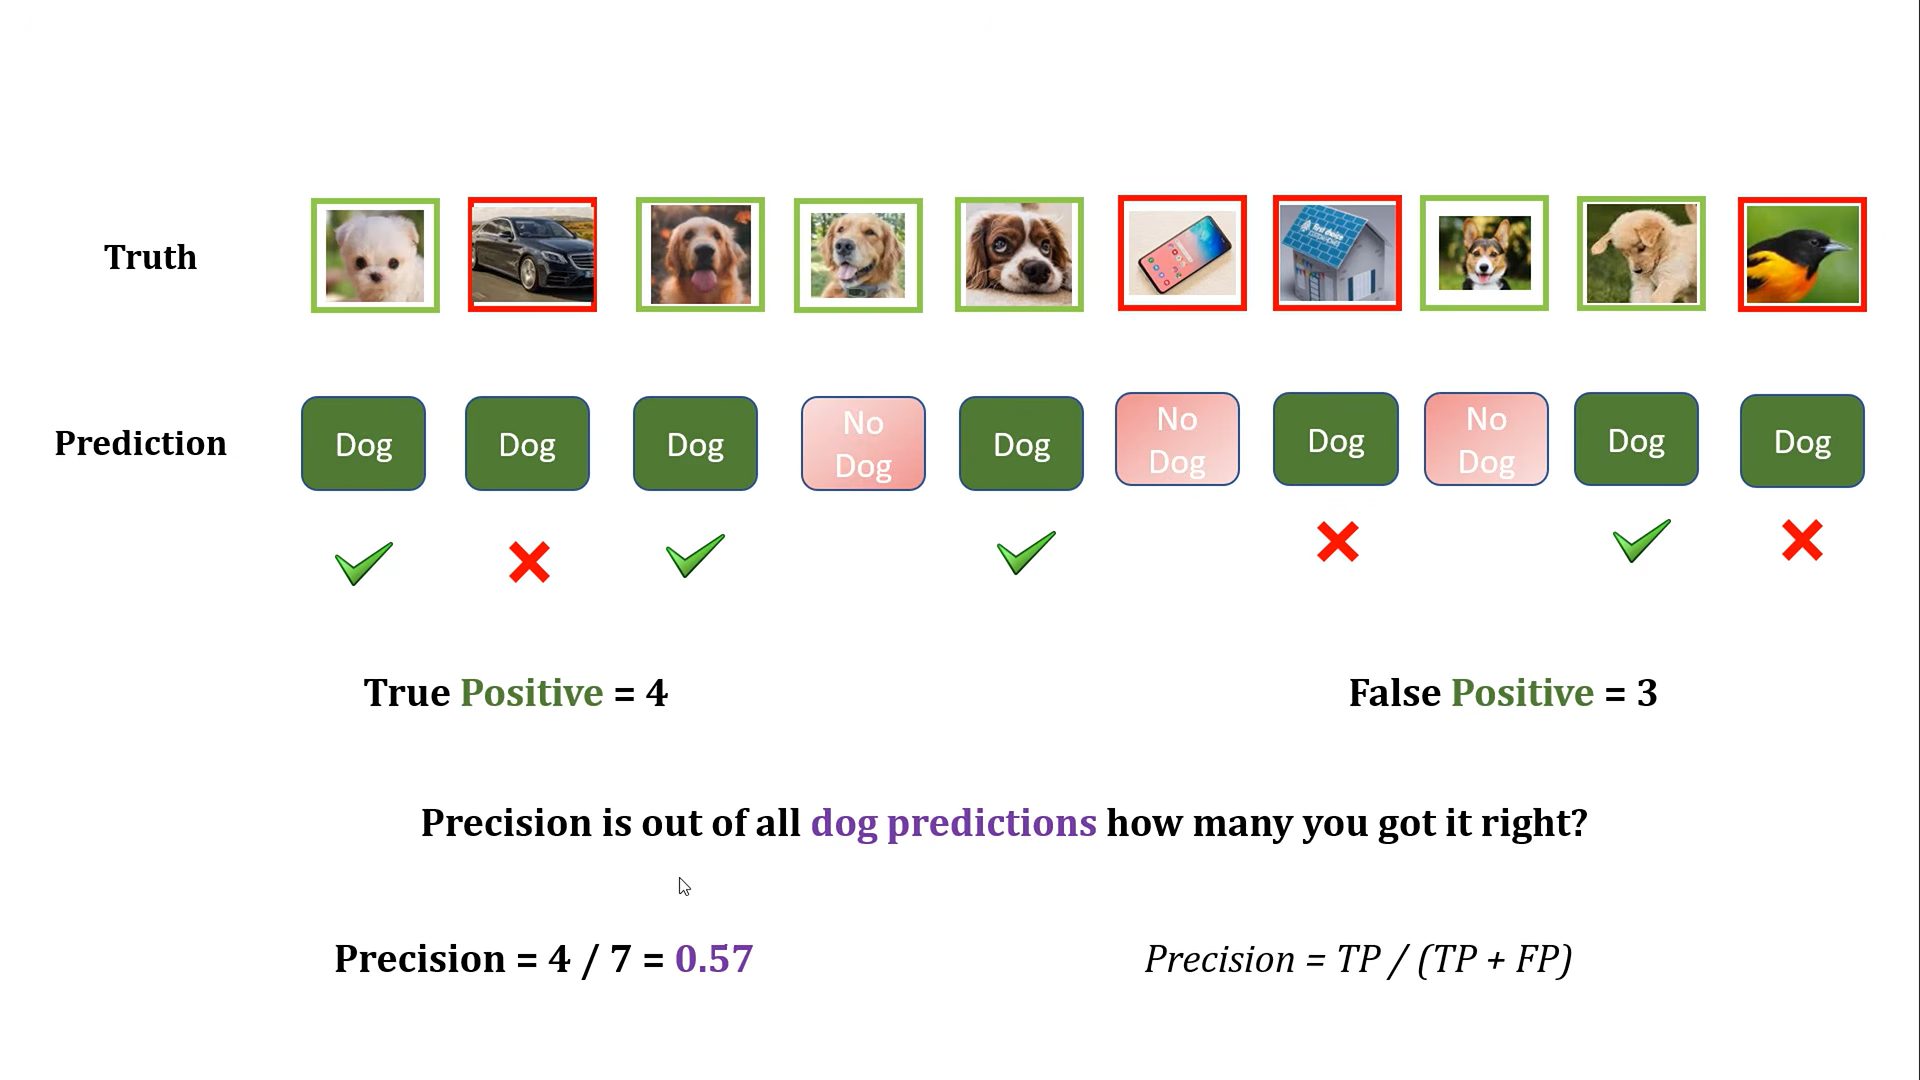 Truth
First choice
Prediction
Dog
Dog
Dog
No
Dog
Dog
No
Dog
Dog
No
Dog
Dog
Dog
True Positive = 4
False Positive = 3
Precision is out of all dog predictions how many you got it right?
Precision = 4 / 7 = 0.57
Precision = TP / (TP + FP)